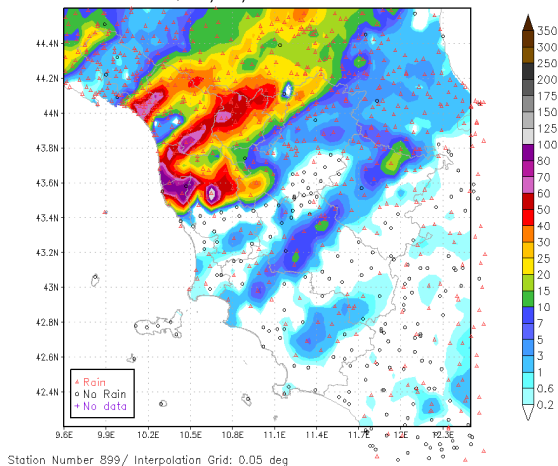 44.4N
44.2N
44N
43.8N
43.6N
43.4N
43.2N
43N
42.8N
42.6N
42.4N
9.6E 9.9E 10.2E 10.5E 10.8E 11.1E 11.4E 11.7E 12E 12.3E
Rain
No Rain
No data
350
300
250
200
175
150
125
100
80
70
60
50
40
30
25
20
15
10
7
5
3
1
0.6
0.2
Station Number 899/ Interpolation Grid: 0.05 deg